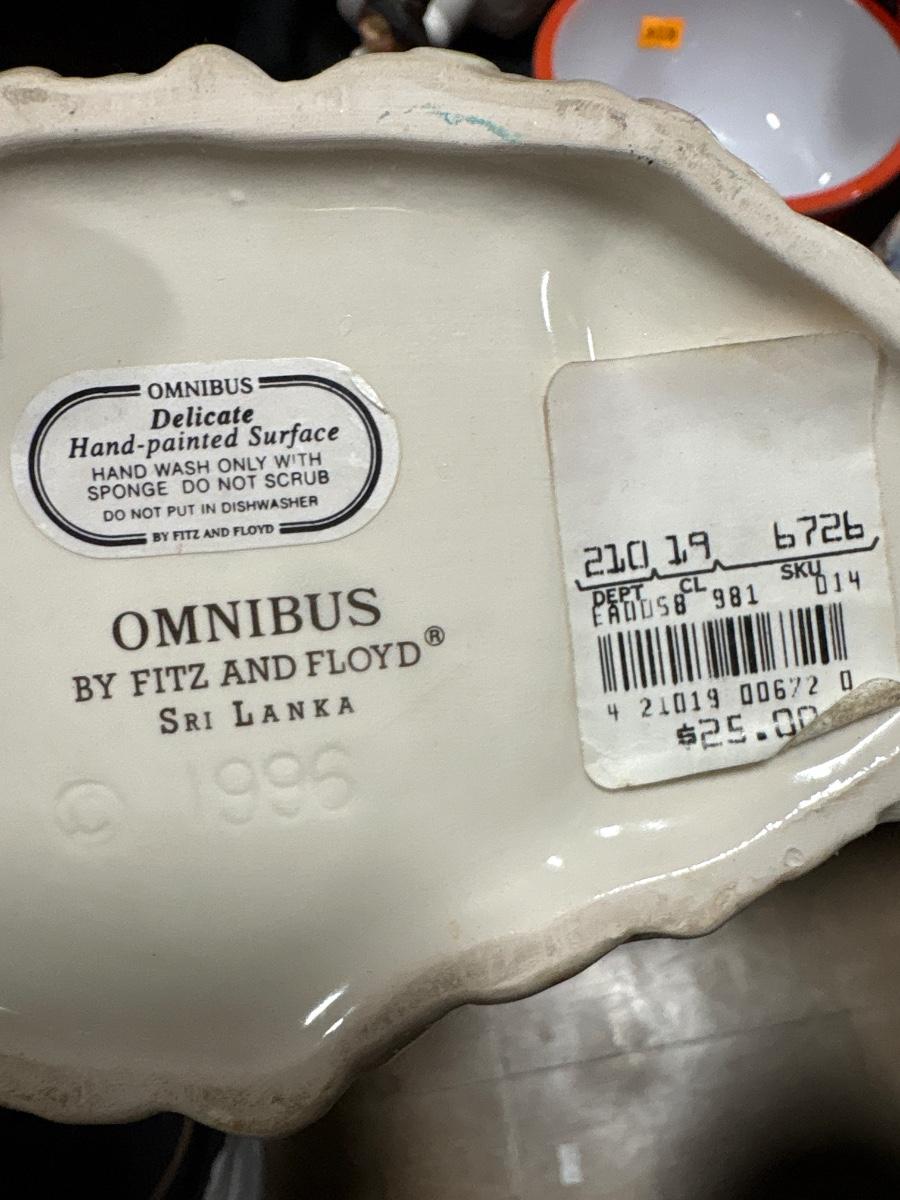 OMNIBUS
Delicate
Hand-painted Surface
HAND WASH ONLY WITH
SPONGE DO NOT SCRUB
DO NOT PUT IN DISHWASHER
BY FITZ AND FLOYD
OMNIBUS
BY FITZ AND FLOYD®
SRI LANKA
© 1996
210 19 6726
DEPT CL SKU
EA0058 981 014
4 21019 00672 0
$25.00